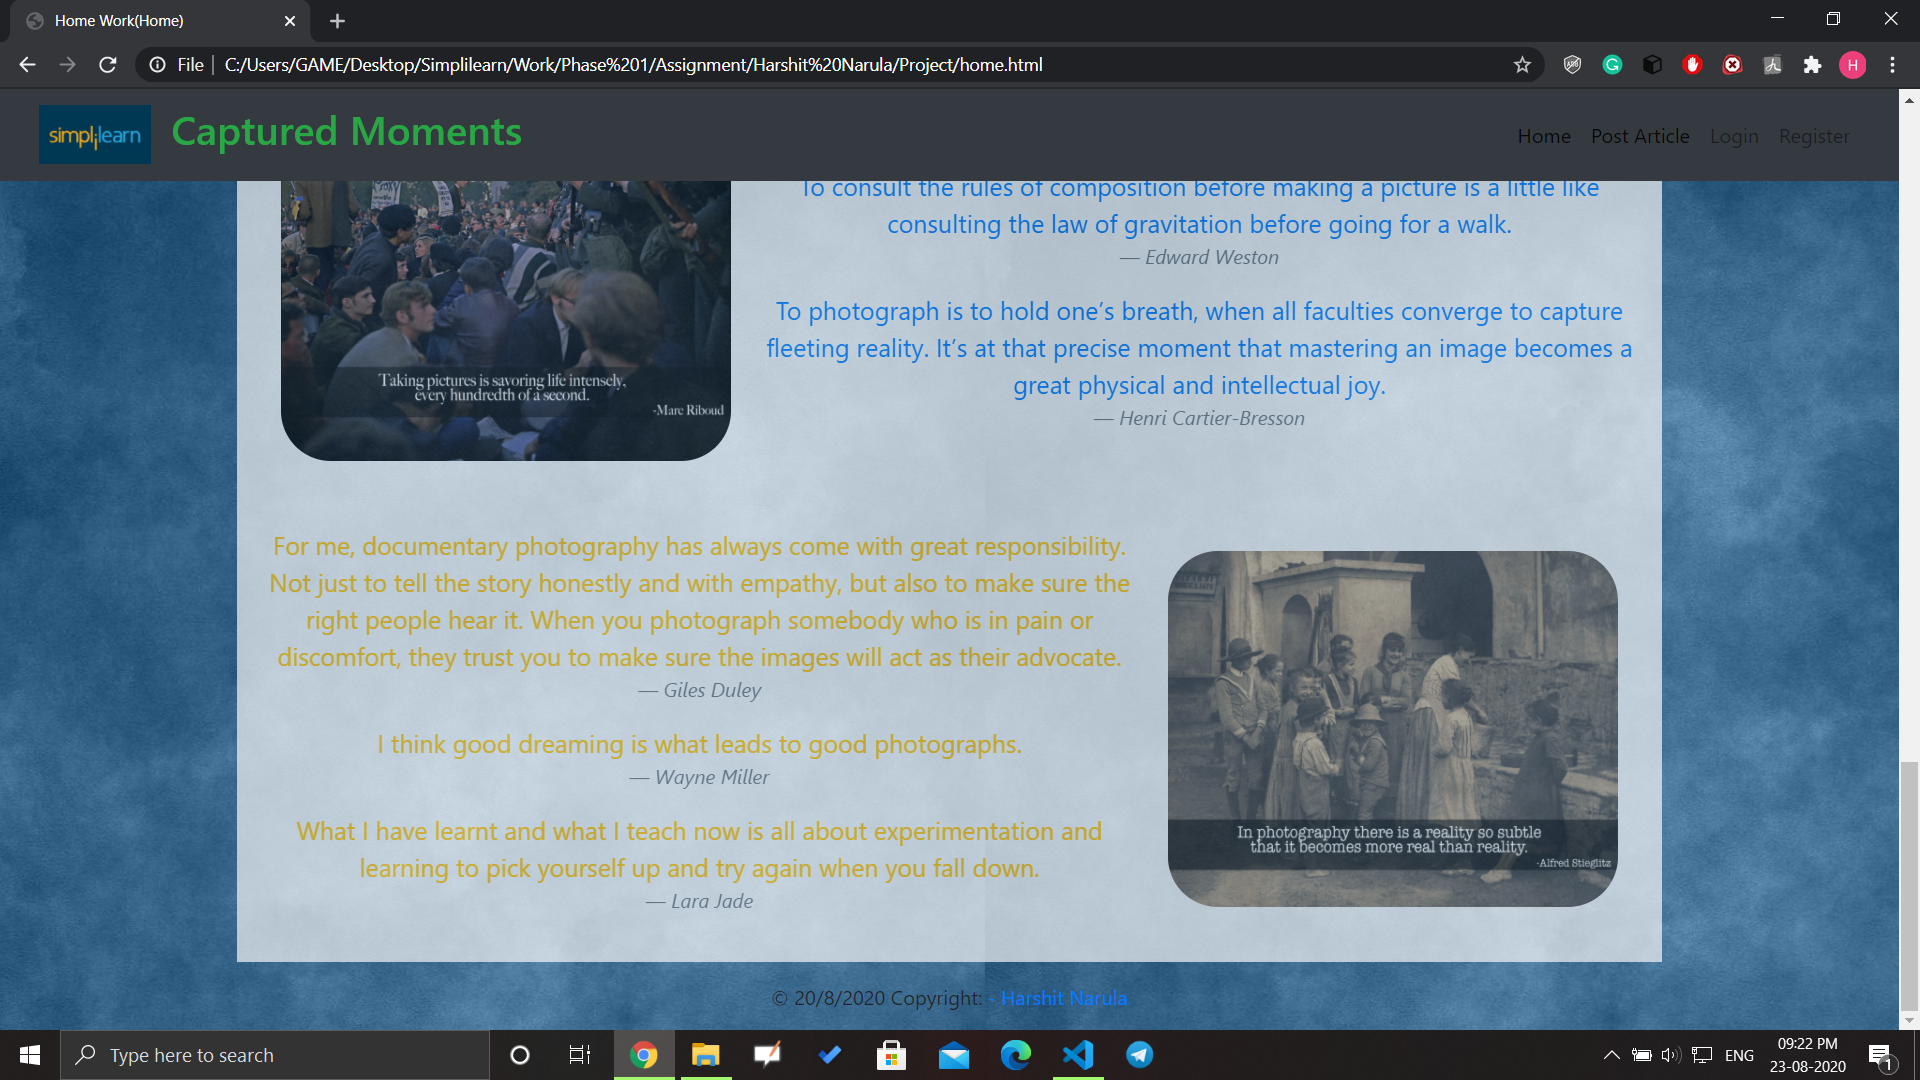 Home Work(Home)
File
C:/Users/GAME/Desktop/Simplilearn/Work/Phase%201/Assignment/Harshit%20Narula/Project/home.html
H
simplilearn
Captured Moments
Home Post Article Login Register
To consult the rules of composition before making a picture is a little like
consulting the law of gravitation before going for a walk.
— Edward Weston
To photograph is to hold one’s breath, when all faculties converge to capture
fleeting reality. It’s at that precise moment that mastering an image becomes a
great physical and intellectual joy.
— Henri Cartier-Bresson
Taking pictures is savoring life intensely,
every hundredth of a second.
-Marc Riboud
For me, documentary photography has always come with great responsibility.
Not just to tell the story honestly and with empathy, but also to make sure the
right people hear it. When you photograph somebody who is in pain or
discomfort, they trust you to make sure the images will act as their advocate.
— Giles Duley
I think good dreaming is what leads to good photographs.
— Wayne Miller
What I have learnt and what I teach now is all about experimentation and
learning to pick yourself up and try again when you fall down.
— Lara Jade
In photography there is a reality so subtle
that it becomes more real than reality.
-Alfred Stieglitz
© 20/8/2020 Copyright: - Harshit Narula
Type here to search
ENG
09:22 PM
23-08-2020
1